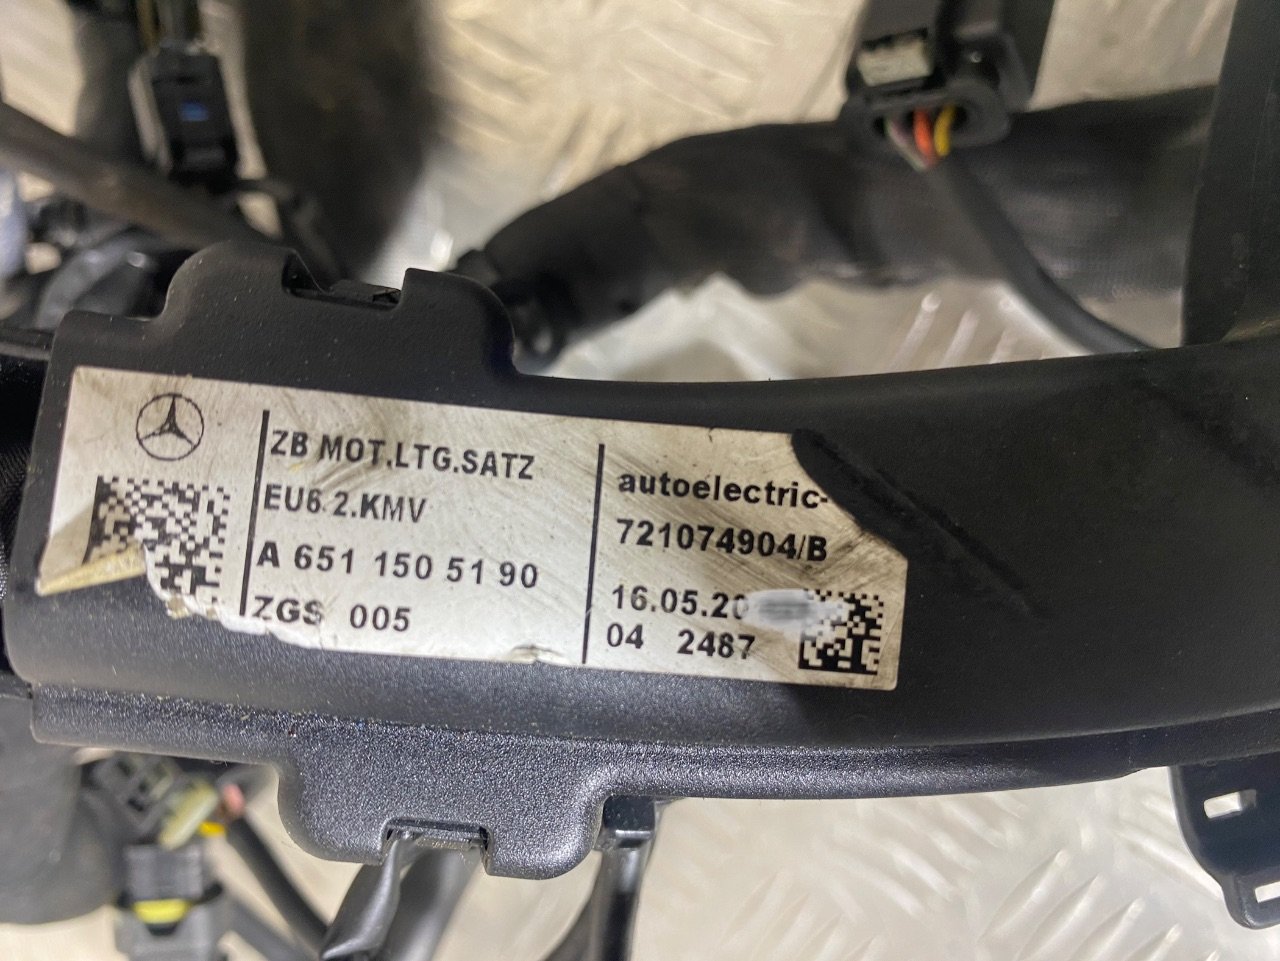 ZB MOT.LTG.SATZ
EU6.2.KMV
A 651 150 51 90
ZGS 005
autoelectric-
721074904/B
16.05.20
04 2487